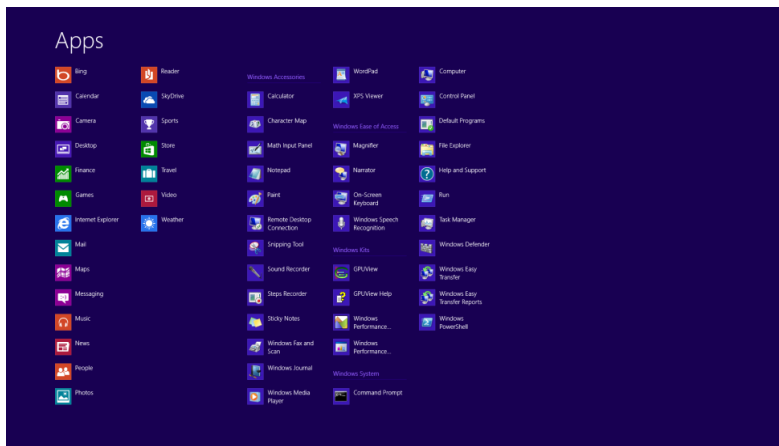 Apps
Bing
Calendar
Camera
Desktop
Finance
Games
Internet Explorer
Mail
Maps
Messaging
Music
News
People
Photos
Reader
SkyDrive
Sports
Store
Travel
Video
Weather
Windows Accessories
Calculator
Character Map
Math Input Panel
Notepad
Paint
Remote Desktop
Connection
Snipping Tool
Sound Recorder
Steps Recorder
Sticky Notes
Windows Fax and
Scan
Windows Journal
Windows Media
Player
WordPad
XPS Viewer
Windows Ease of Access
Magnifier
Narrator
On-Screen
Keyboard
Windows Speech
Recognition
Windows Kits
GPUView
GPUView Help
Windows
Performance...
Windows
Performance...
Windows System
Command Prompt
Computer
Control Panel
Default Programs
File Explorer
Help and Support
Run
Task Manager
Windows Defender
Windows Easy
Transfer
Windows Easy
Transfer Reports
Windows
PowerShell